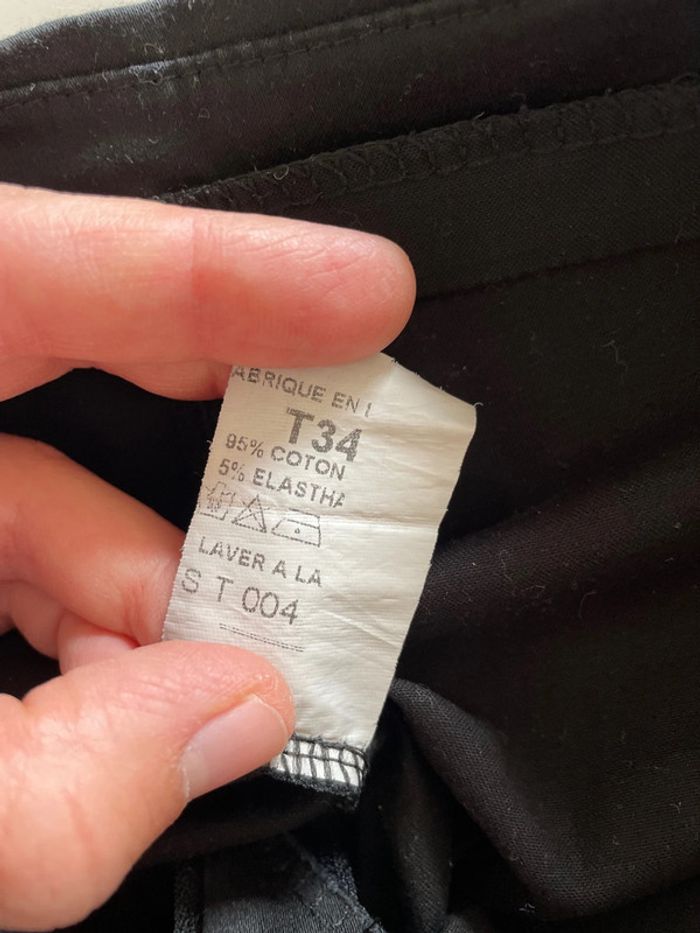 ABRIQUE EN
T34
95% COTON
5% ELASTHA
LAVER A LA
S T 004